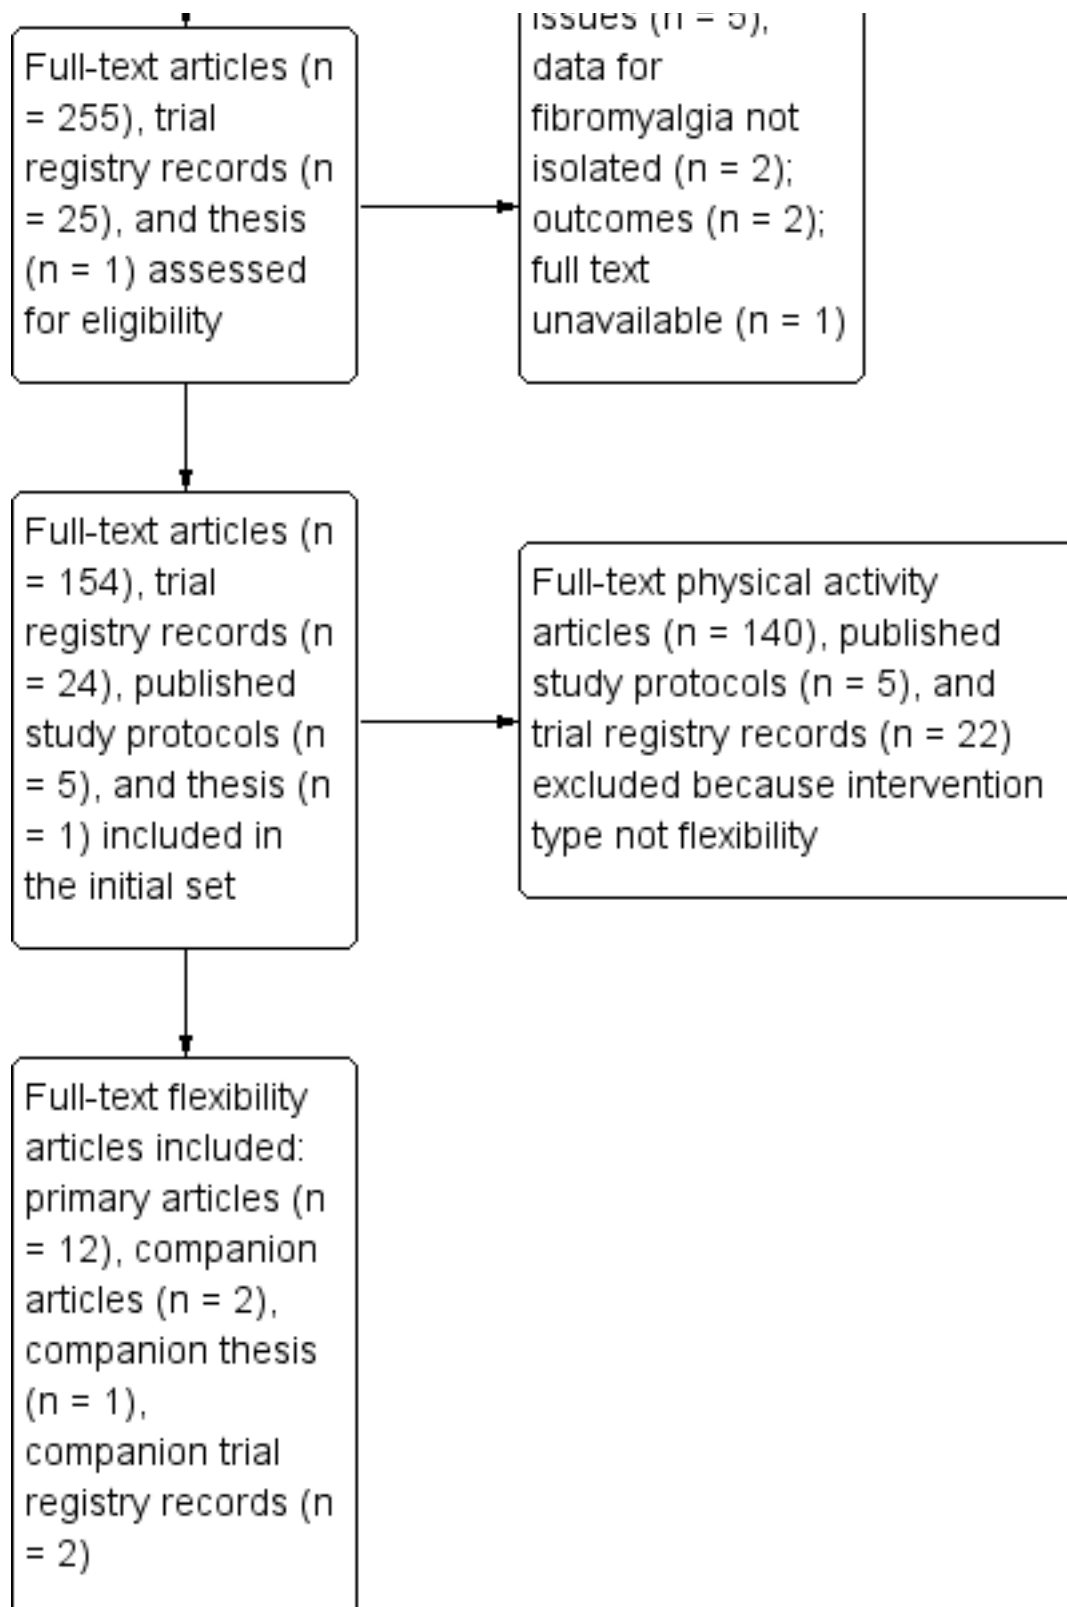 Full-text articles (n
= 255), trial
registry records (n
= 25), and thesis
(n = 1) assessed
for eligibility
issues (n = 5),
data for
fibromyalgia not
isolated (n = 2);
outcomes (n = 2);
full text
unavailable (n = 1)
Full-text articles (n
= 154), trial
registry records (n
= 24), published
study protocols (n
= 5), and thesis (n
= 1) included in
the initial set
Full-text physical activity
articles (n = 140), published
study protocols (n = 5), and
trial registry records (n = 22)
excluded because intervention
type not flexibility
Full-text flexibility
articles included:
primary articles (n
= 12), companion
articles (n = 2),
companion thesis
(n = 1),
companion trial
registry records (n
= 2)